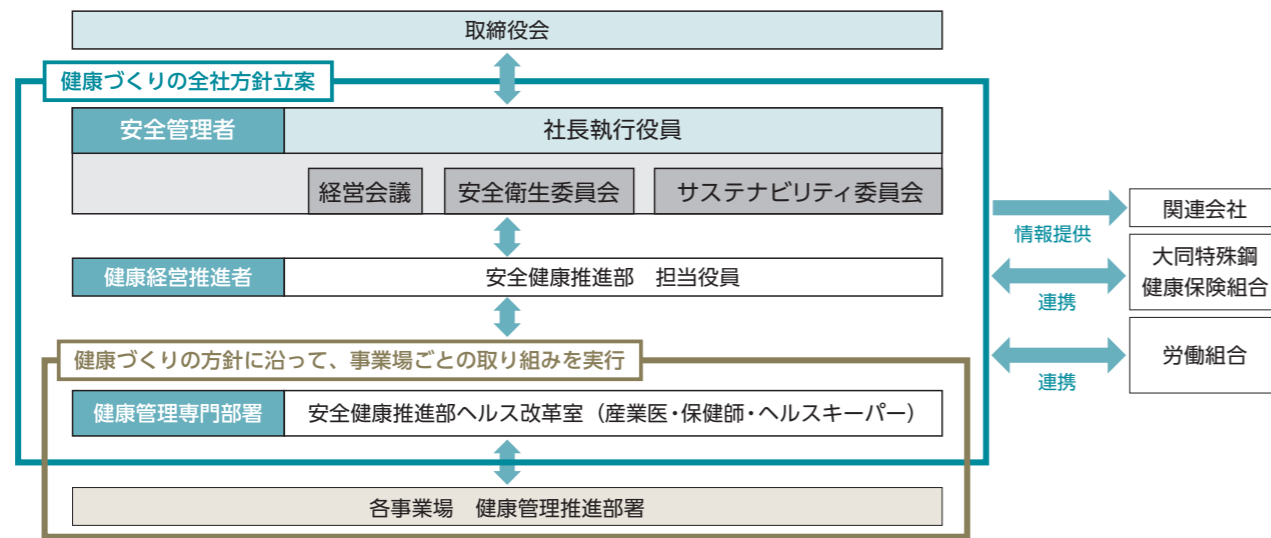 取締役会
健康づくりの全社方針立案
安全管理者
社長執行役員
経営会議
安全衛生委員会
サステナビリティ委員会
健康経営推進者
安全健康推進部　担当役員
健康づくりの方針に沿って、事業場ごとの取り組みを実行
健康管理専門部署
安全健康推進部ヘルス改革室（産業医・保健師・ヘルスキーパー）
各事業場　健康管理推進部署
情報提供
関連会社
連携
大同特殊鋼
健康保険組合
連携
労働組合